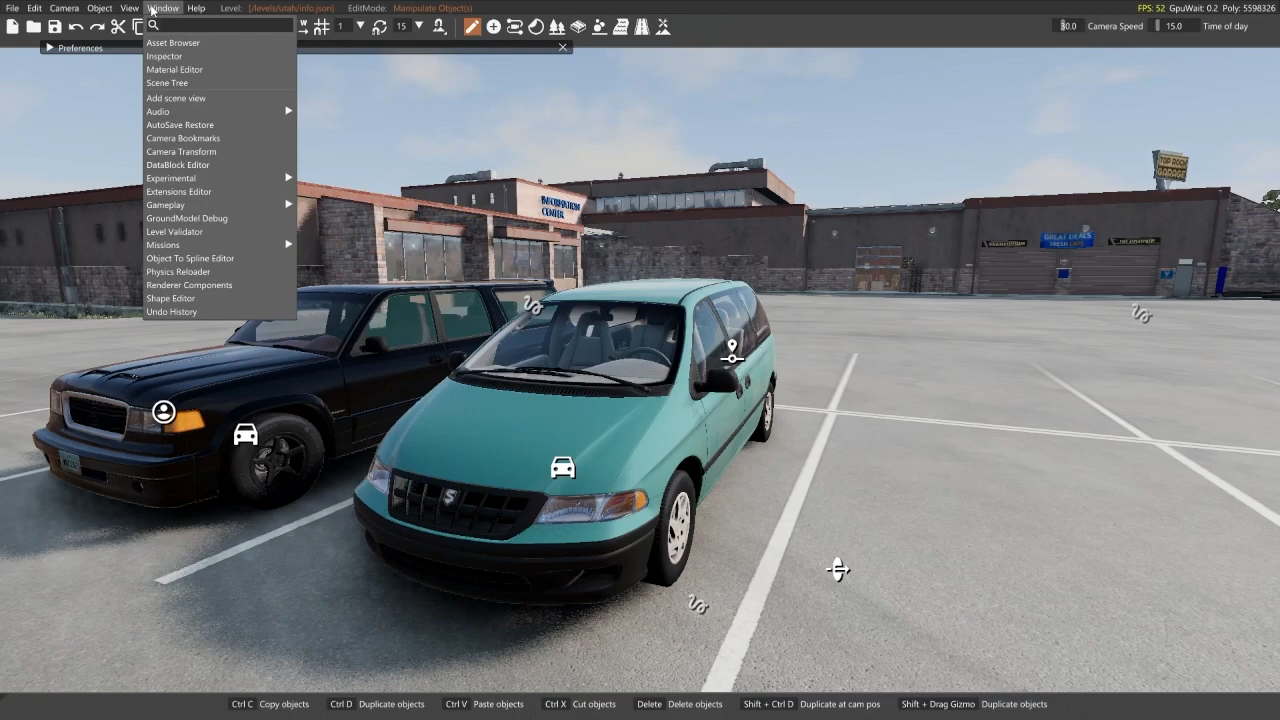 File Edit Camera Object View Window Help Level: [/levels/utah/info.json] EditMode: Manipulate Object(s) FPS: 52 GpuWait: 0.2 Poly: 5598326
1 15 30.0 Camera Speed 15.0 Time of day
Preferences
Asset Browser
Inspector
Material Editor
Scene Tree
Add scene view
Audio
AutoSave Restore
Camera Bookmarks
Camera Transform
DataBlock Editor
Experimental
Extensions Editor
Gameplay
GroundModel Debug
Level Validator
Missions
Object To Spline Editor
Physics Reloader
Renderer Components
Shape Editor
Undo History
TOP ROCK
GARAGE
INFORMATION
CENTER
GREAT DEALS
Ctrl C Copy objects Ctrl D Duplicate objects Ctrl V Paste objects Ctrl X Cut objects Delete Delete objects Shift + Ctrl D Duplicate at cam pos Shift + Drag Gizmo Duplicate objects